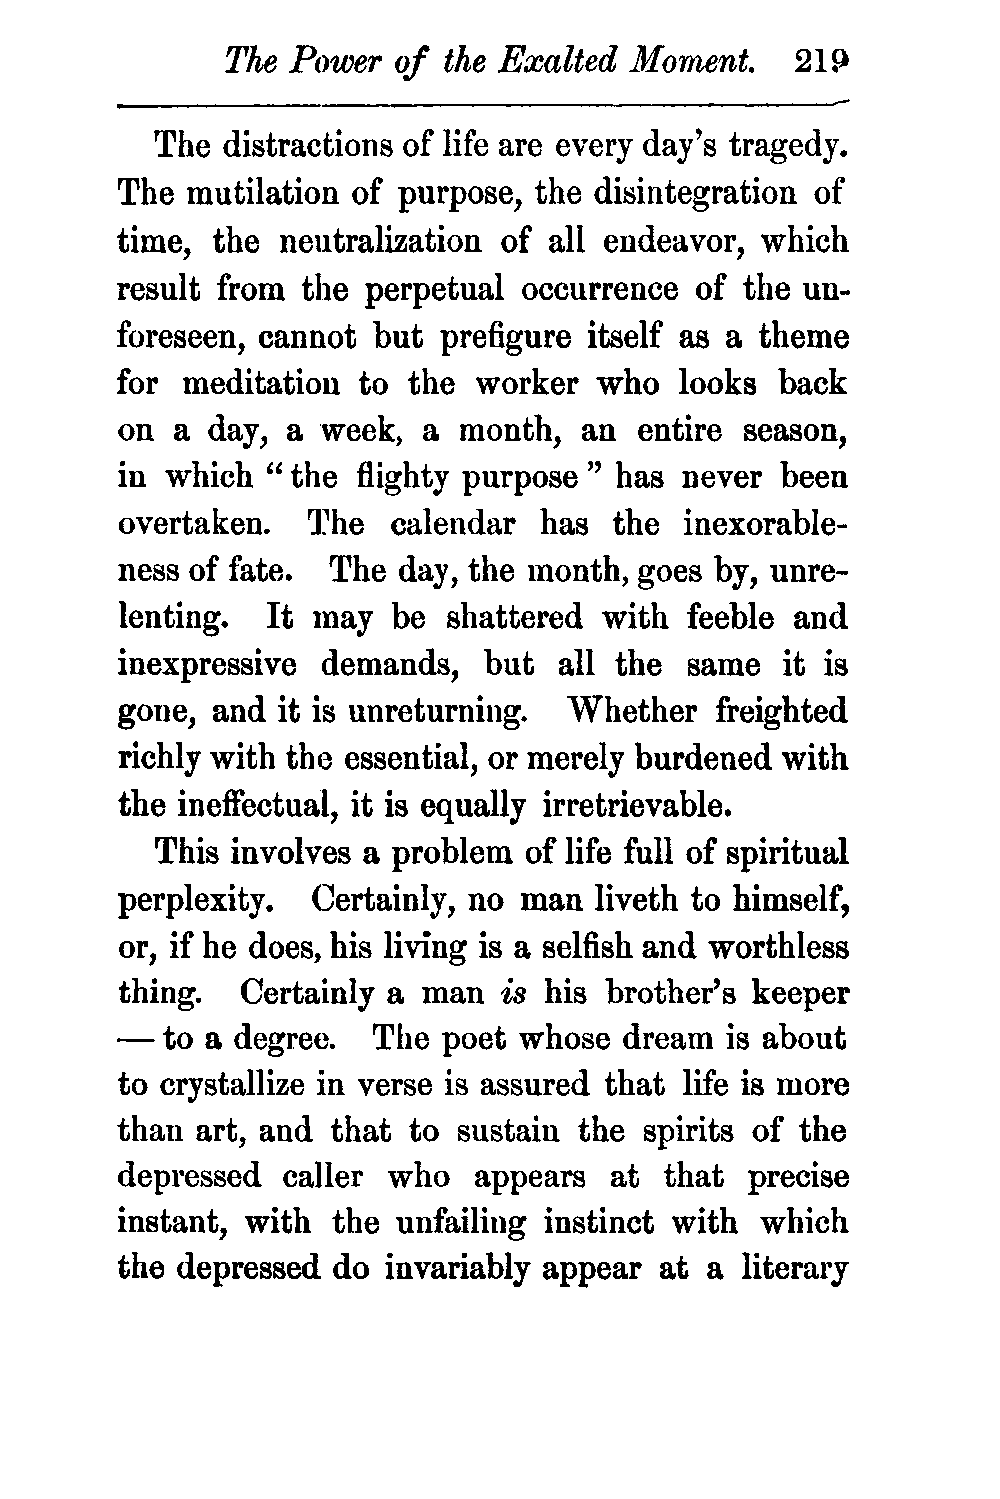 The Power of the Exalted Moment. 219
The distractions of life are every day's tragedy.
The mutilation of purpose, the disintegration of
time, the neutralization of all endeavor, which
result from the perpetual occurrence of the un-
foreseen, cannot but prefigure itself as a theme
for meditation to the worker who looks back
on a day, a week, a month, an entire season,
in which “the flighty purpose” has never been
overtaken. The calendar has the inexorable-
ness of fate. The day, the month, goes by, unre-
lenting. It may be shattered with feeble and
inexpressive demands, but all the same it is
gone, and it is unreturning. Whether freighted
richly with the essential, or merely burdened with
the ineffectual, it is equally irretrievable.
This involves a problem of life full of spiritual
perplexity. Certainly, no man liveth to himself,
or, if he does, his living is a selfish and worthless
thing. Certainly a man is his brother's keeper
— to a degree. The poet whose dream is about
to crystallize in verse is assured that life is more
than art, and that to sustain the spirits of the
depressed caller who appears at that precise
instant, with the unfailing instinct with which
the depressed do invariably appear at a literary